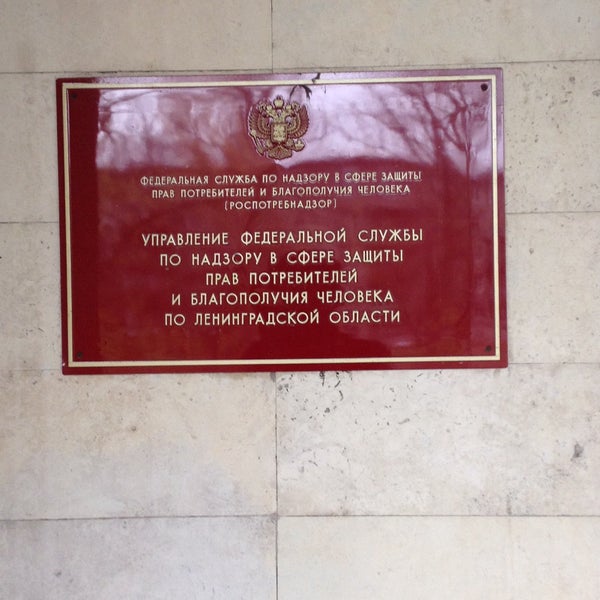 ФЕДЕРАЛЬНАЯ СЛУЖБА ПО НАДЗОРУ В СФЕРЕ ЗАЩИТЫ
ПРАВ ПОТРЕБИТЕЛЕЙ И БЛАГОПОЛУЧИЯ ЧЕЛОВЕКА
(РОСПОТРЕБНАДЗОР)
УПРАВЛЕНИЕ ФЕДЕРАЛЬНОЙ СЛУЖБЫ
ПО НАДЗОРУ В СФЕРЕ ЗАЩИТЫ
ПРАВ ПОТРЕБИТЕЛЕЙ
И БЛАГОПОЛУЧИЯ ЧЕЛОВЕКА
ПО ЛЕНИНГРАДСКОЙ ОБЛАСТИ